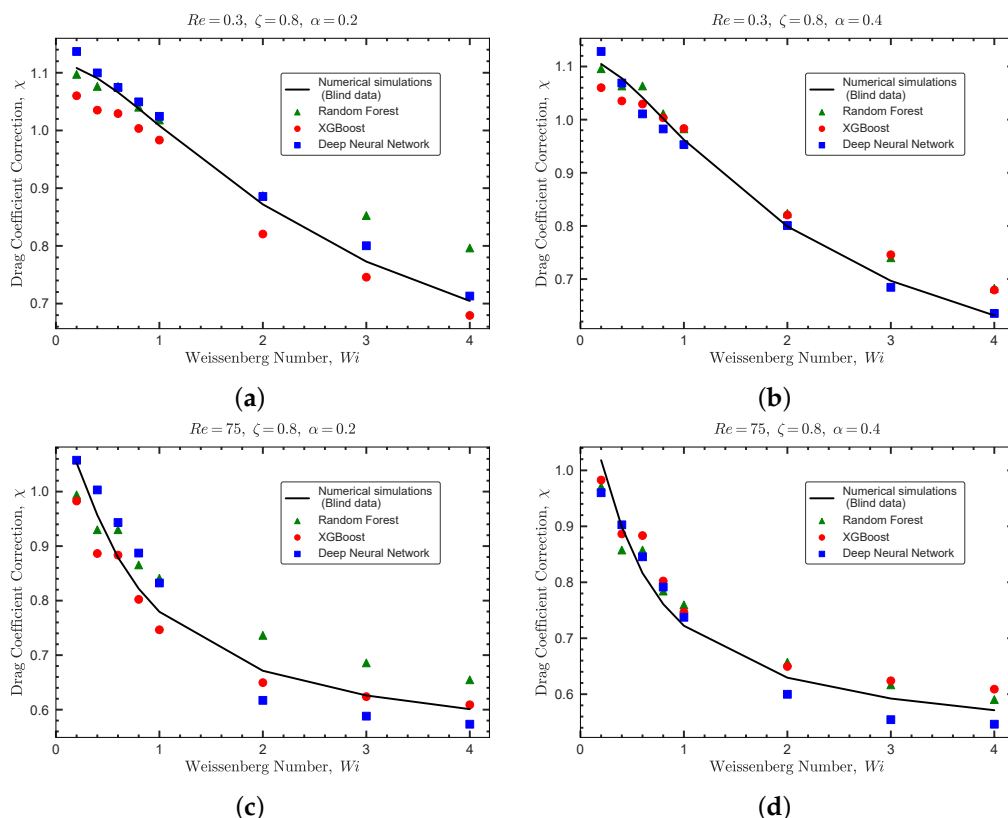 Re = 0.3, ζ = 0.8, α = 0.2
Drag Coefficient Correction, χ
1.1
1.0
0.9
0.8
0.7
Numerical simulations
(Blind data)
Random Forest
XGBoost
Deep Neural Network
0 1 2 3 4
Weissenberg Number, Wi
(a)
Re = 0.3, ζ = 0.8, α = 0.4
Drag Coefficient Correction, χ
1.1
1.0
0.9
0.8
0.7
Numerical simulations
(Blind data)
Random Forest
XGBoost
Deep Neural Network
0 1 2 3 4
Weissenberg Number, Wi
(b)
Re = 75, ζ = 0.8, α = 0.2
Drag Coefficient Correction, χ
1.0
0.9
0.8
0.7
0.6
Numerical simulations
(Blind data)
Random Forest
XGBoost
Deep Neural Network
0 1 2 3 4
Weissenberg Number, Wi
(c)
Re = 75, ζ = 0.8, α = 0.4
Drag Coefficient Correction, χ
1.0
0.9
0.8
0.7
0.6
Numerical simulations
(Blind data)
Random Forest
XGBoost
Deep Neural Network
0 1 2 3 4
Weissenberg Number, Wi
(d)